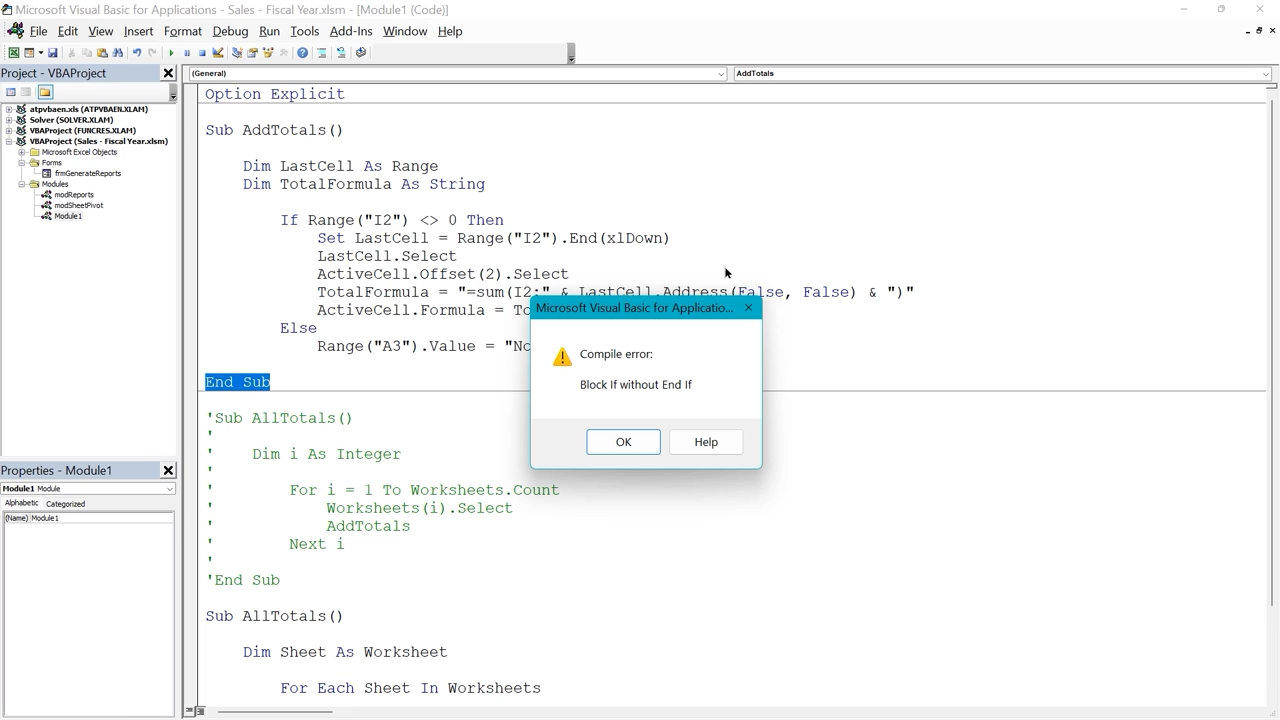 Microsoft Visual Basic for Applications - Sales - Fiscal Year.xlsm - [Module1 (Code)]
File Edit View Insert Format Debug Run Tools Add-Ins Window Help
Project - VBAProject
(General)
AddTotals
atpvbaen.xls (ATPVBAEN.XLAM)
Solver (SOLVER.XLAM)
VBAProject (FUNCRES.XLAM)
VBAProject (Sales - Fiscal Year.xlsm)
Microsoft Excel Objects
Forms
frmGenerateReports
Modules
modReports
modSheetPivot
Module1
Properties - Module1
Module1 Module
Alphabetic Categorized
(Name) Module1
Option Explicit
Sub AddTotals()
Dim LastCell As Range
Dim TotalFormula As String
If Range("I2") <> 0 Then
Set LastCell = Range("I2").End(xlDown)
LastCell.Select
ActiveCell.Offset(2).Select
TotalFormula = "=sum(I2:" & LastCell.Address(False, False) & ")"
ActiveCell.Formula =
Else
Range("A3").Value =
End Sub
'Sub AllTotals()
'
' Dim i As Integer
'
' For i = 1 To Worksheets.Count
' Worksheets(i).Select
' AddTotals
' Next i
'
'End Sub
Sub AllTotals()
Dim Sheet As Worksheet
For Each Sheet In Worksheets
Microsoft Visual Basic for Applicatio...
Compile error:
Block If without End If
OK
Help